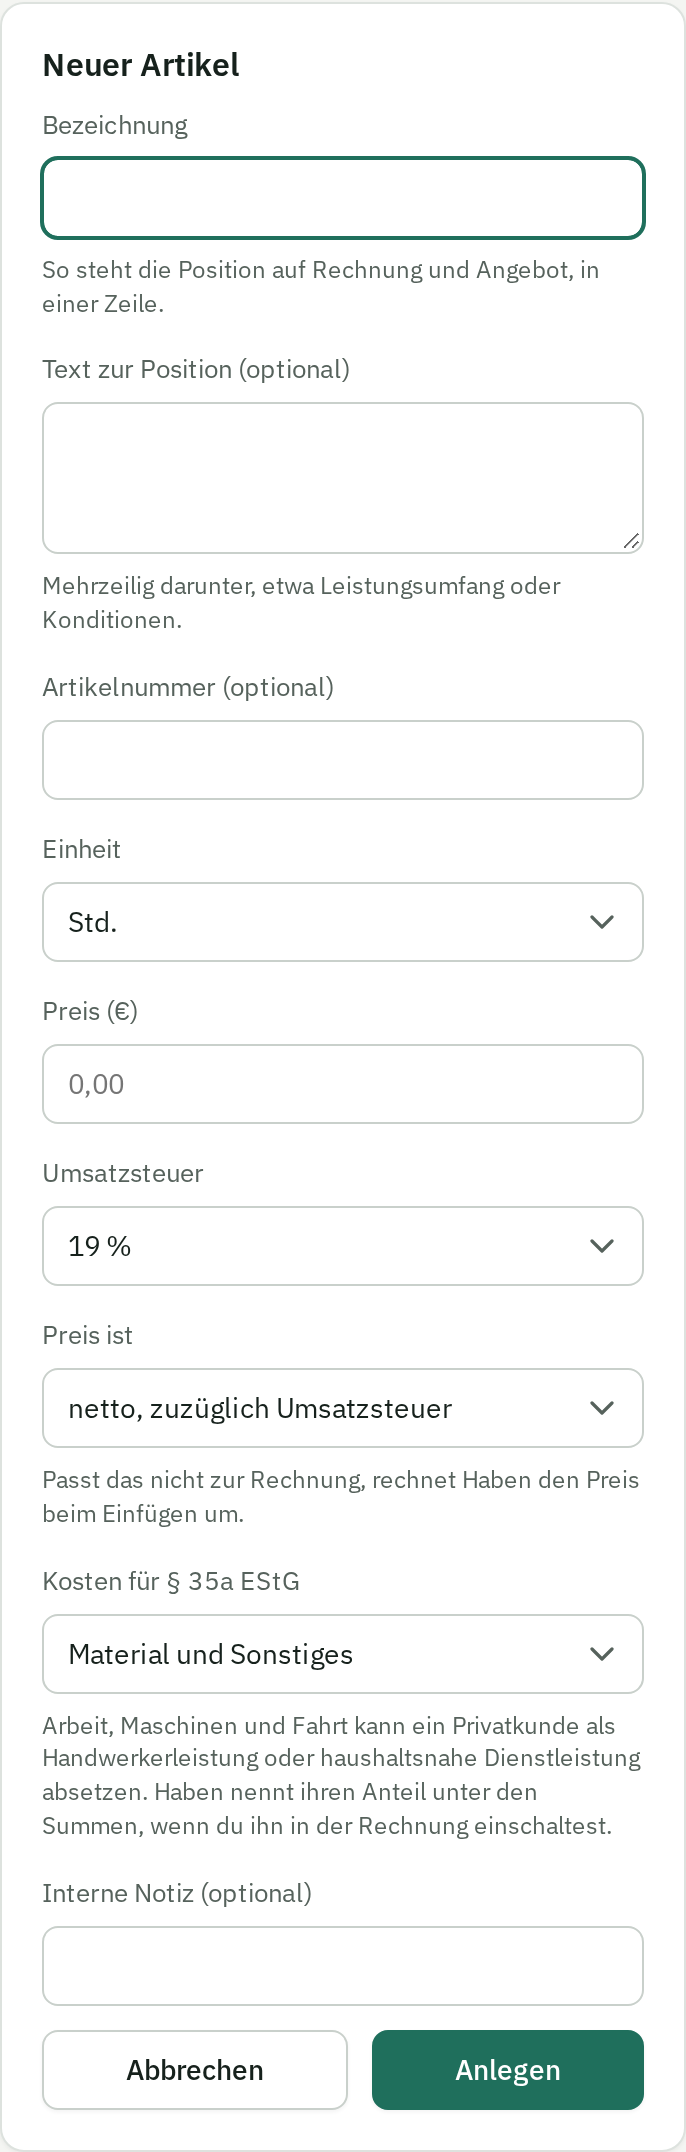 Neuer Artikel
Bezeichnung
So steht die Position auf Rechnung und Angebot, in
einer Zeile.
Text zur Position (optional)
Mehrzeilig darunter, etwa Leistungsumfang oder
Konditionen.
Artikelnummer (optional)
Einheit
Std.
Preis (€)
0,00
Umsatzsteuer
19 %
Preis ist
netto, zuzüglich Umsatzsteuer
Passt das nicht zur Rechnung, rechnet Haben den Preis
beim Einfügen um.
Kosten für § 35a EStG
Material und Sonstiges
Arbeit, Maschinen und Fahrt kann ein Privatkunde als
Handwerkerleistung oder haushaltsnahe Dienstleistung
absetzen. Haben nennt ihren Anteil unter den
Summen, wenn du ihn in der Rechnung einschaltest.
Interne Notiz (optional)
Abbrechen
Anlegen